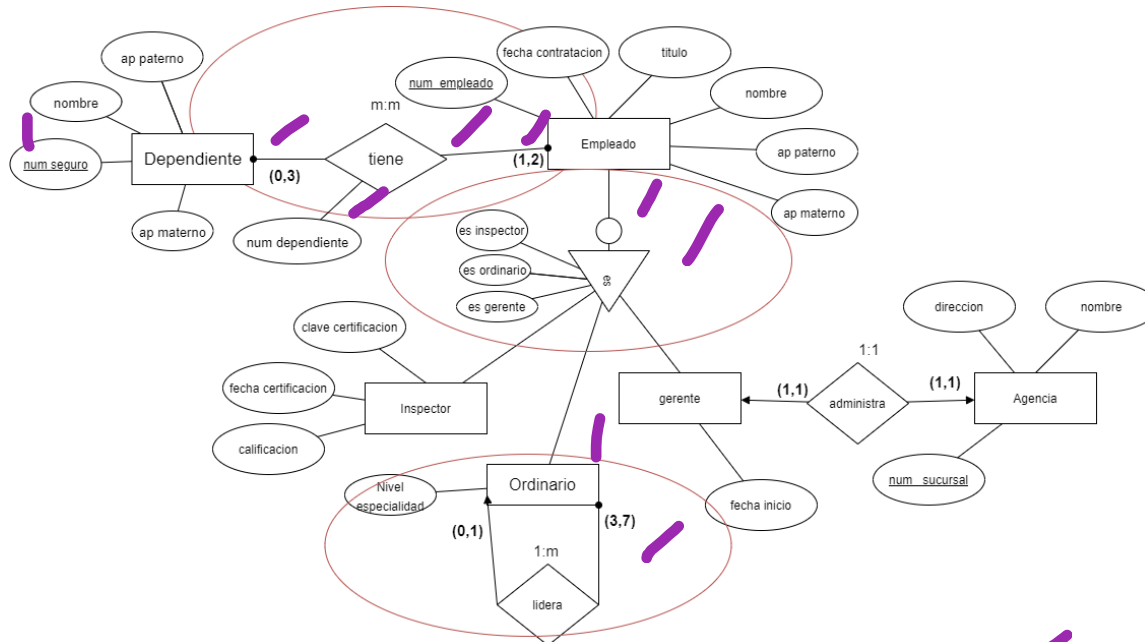 fecha contratacion
titulo
ap paterno
num_empleado
nombre
nombre
m:m
Dependiente
tiene
Empleado
ap paterno
num seguro
(0,3)
(1,2)
ap materno
ap materno
num dependiente
es inspector
es ordinario
es
es gerente
direccion
nombre
clave certificacion
1:1
fecha certificacion
Inspector
gerente
(1,1)
administra
(1,1)
Agencia
calificacion
Ordinario
num_sucursal
Nivel
especialidad
fecha inicio
(0,1)
(3,7)
1:m
lidera